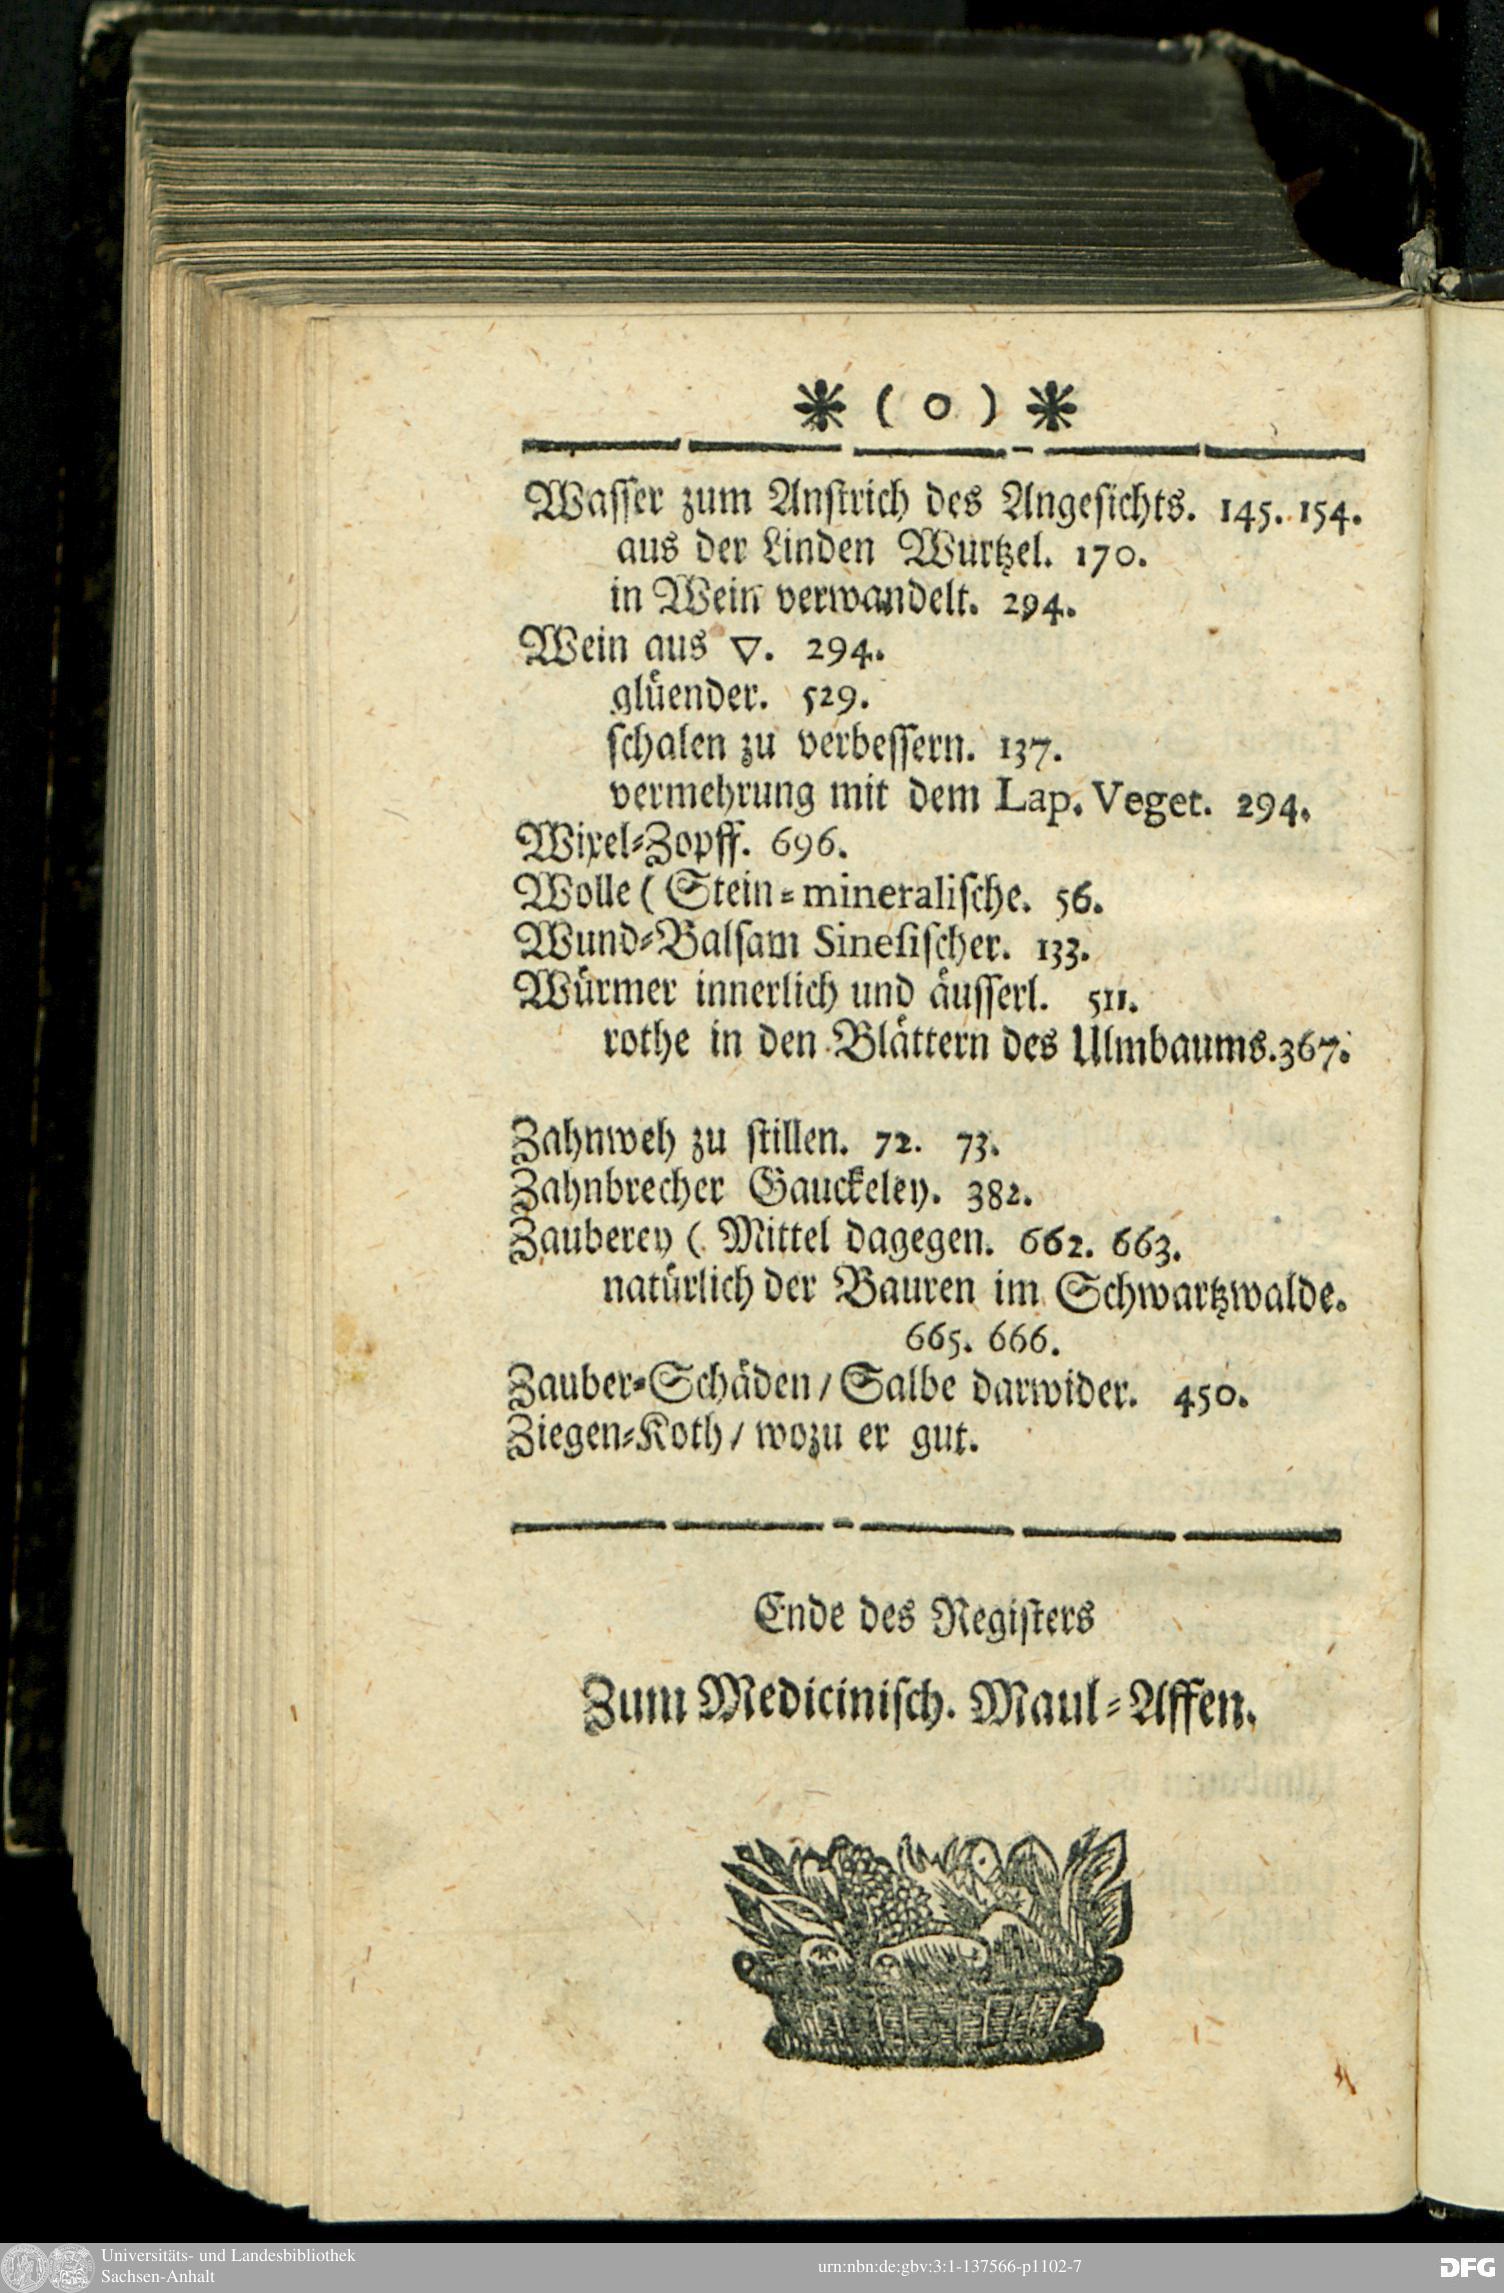 * ( o ) *
Wasser zum Anstrich des Angesichts. 145. 154.
aus der Linden Wurtzel. 170.
in Wein verwandelt. 294.
Wein aus ▽. 294.
glüender. 529.
schalen zu verbessern. 137.
vermehrung mit dem Lap. Veget. 294.
Wixel-Zopff. 696.
Wolle ( Stein-mineralische. 56.
Wund-Balsam Sinesischer. 133.
Würmer innerlich und äusserl. 511.
rothe in den Blättern des Ulmbaums.367.
Zahnweh zu stillen. 72. 73.
Zahnbrecher Gauckeley. 382.
Zauberey ( Mittel dagegen. 662. 663.
natürlich der Bauren im Schwartzwalde.
665. 666.
Zauber-Schäden / Salbe darwider. 450.
Ziegen-Koth / wozu er gut.
Ende des Registers
Zum Medicinisch. Maul-Affen.
Universitäts- und Landesbibliothek
Sachsen-Anhalt
urn:nbn:de:gbv:3:1-137566-p1102-7
DFG